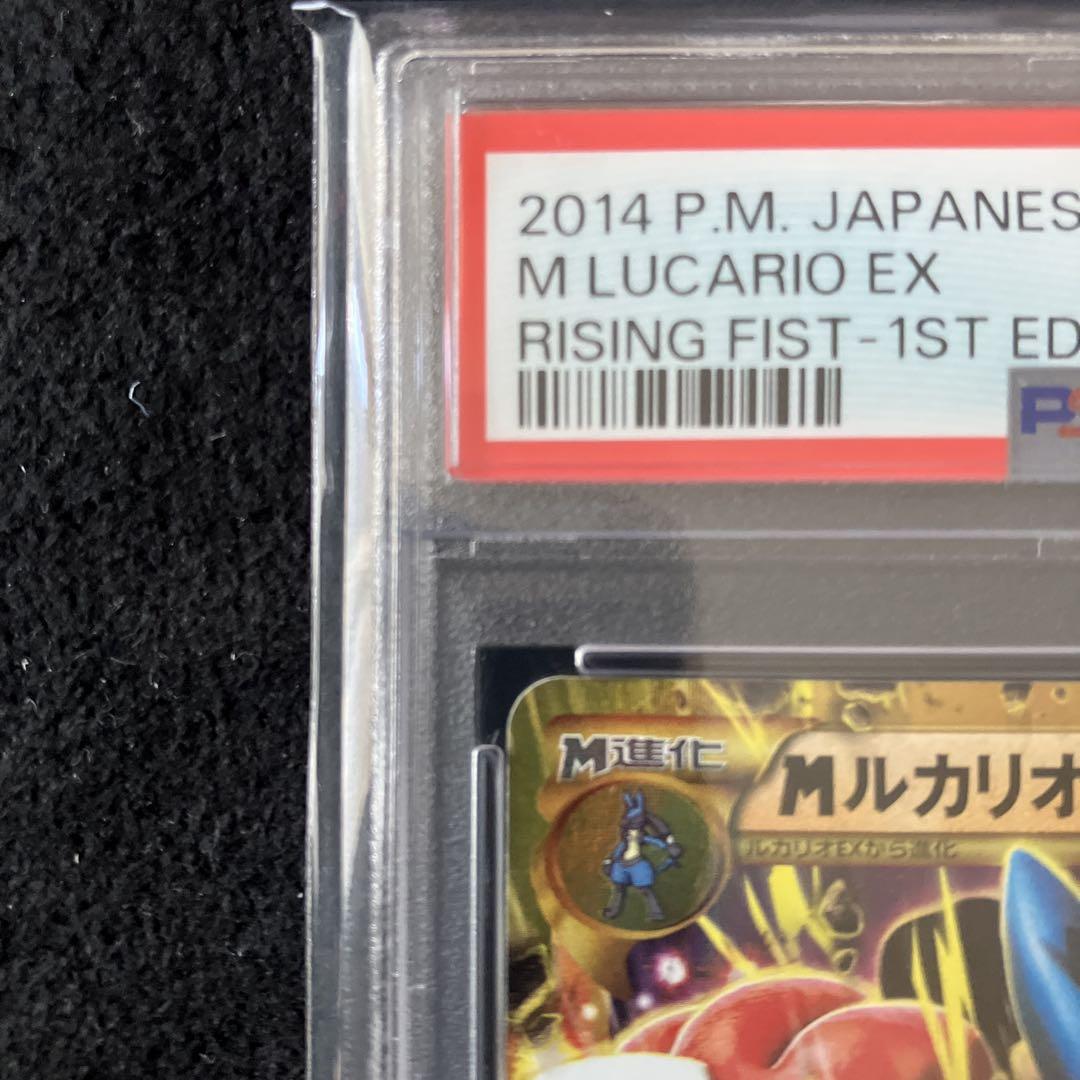 2014 P.M. JAPANES
M LUCARIO EX
RISING FIST-1ST ED
PS
M進化
Mルカリオ
ルカリオEXから進化